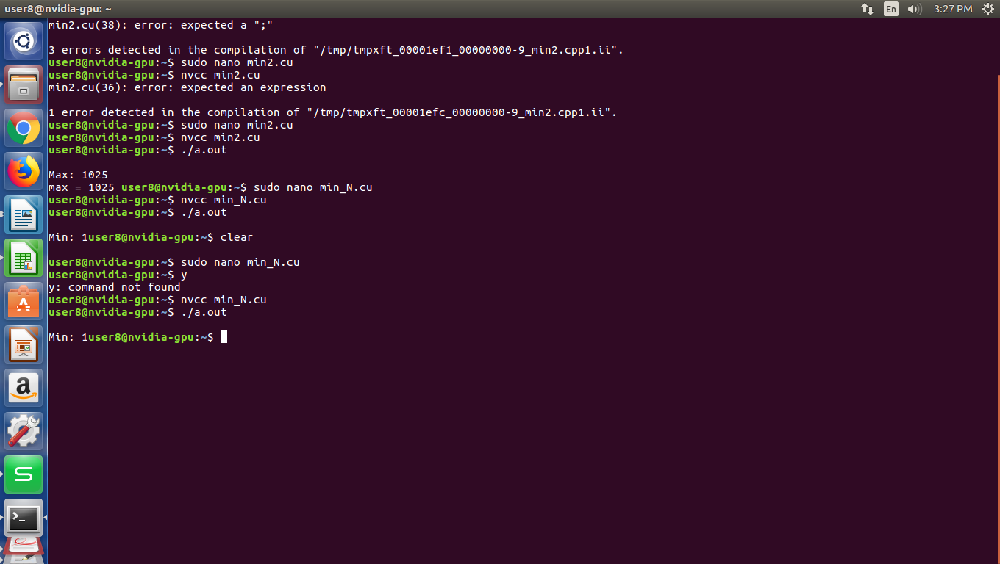 user8@nvidia-gpu: ~
En
3:27 PM
min2.cu(38): error: expected a ";"
3 errors detected in the compilation of "/tmp/tmpxft_00001ef1_00000000-9_min2.cpp1.ii".
user8@nvidia-gpu:~$ sudo nano min2.cu
user8@nvidia-gpu:~$ nvcc min2.cu
min2.cu(36): error: expected an expression
1 error detected in the compilation of "/tmp/tmpxft_00001efc_00000000-9_min2.cpp1.ii".
user8@nvidia-gpu:~$ sudo nano min2.cu
user8@nvidia-gpu:~$ nvcc min2.cu
user8@nvidia-gpu:~$ ./a.out
Max: 1025
max = 1025 user8@nvidia-gpu:~$ sudo nano min_N.cu
user8@nvidia-gpu:~$ nvcc min_N.cu
user8@nvidia-gpu:~$ ./a.out
Min: 1user8@nvidia-gpu:~$ clear
user8@nvidia-gpu:~$ sudo nano min_N.cu
user8@nvidia-gpu:~$ y
y: command not found
user8@nvidia-gpu:~$ nvcc min_N.cu
user8@nvidia-gpu:~$ ./a.out
Min: 1user8@nvidia-gpu:~$